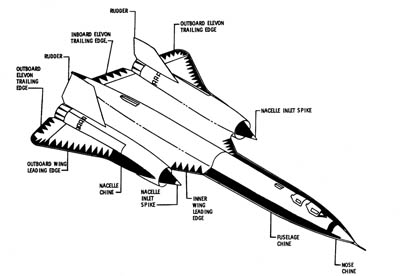 RUDDER
OUTBOARD ELEVON
TRAILING EDGE
INBOARD ELEVON
TRAILING EDGE
RUDDER
OUTBOARD
ELEVON
TRAILING
EDGE
NACELLE INLET SPIKE
OUTBOARD WING
LEADING EDGE
NACELLE
CHINE
NACELLE
INLET
SPIKE
INNER
WING
LEADING
EDGE
FUSELAGE
CHINE
NOSE
CHINE